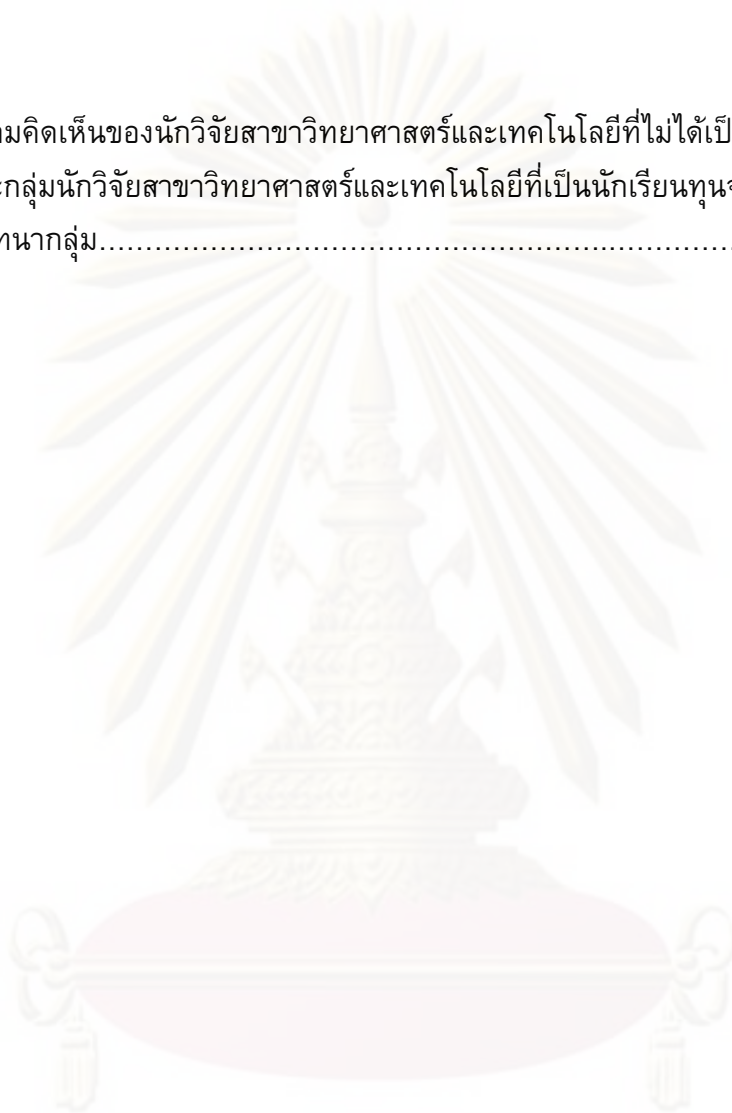 ามคิดเห็นของนักวิจัยสาขาวิทยาศาสตร์และเทคโนโลยีที่ไม่ได้เป็
ะกลุ่มนักวิจัยสาขาวิทยาศาสตร์และเทคโนโลยีที่เป็นนักเรียนทุนจ
ทนากลุ่ม…………………………………………………..……………